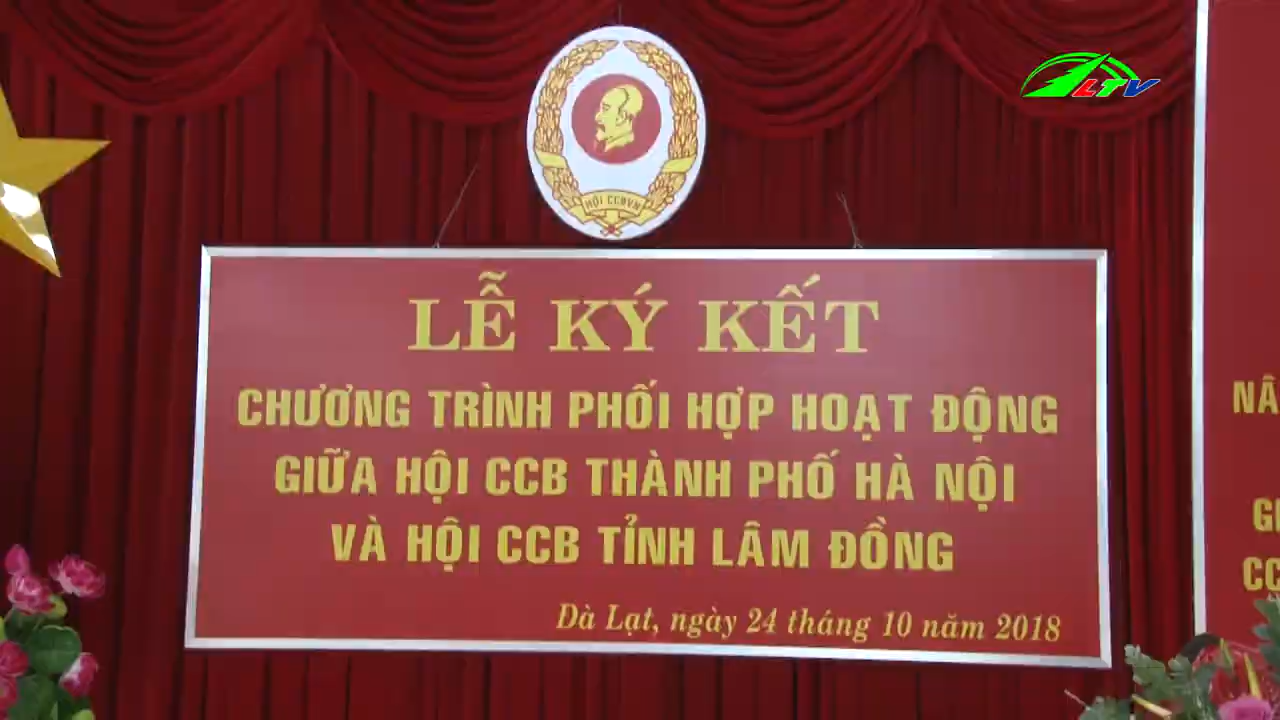 LTV
HỘI CCBVN
LỄ KÝ KẾT
CHƯƠNG TRÌNH PHỐI HỢP HOẠT ĐỘNG
GIỮA HỘI CCB THÀNH PHỐ HÀ NỘI
VÀ HỘI CCB TỈNH LÂM ĐỒNG
Đà Lạt, ngày 24 tháng 10 năm 2018